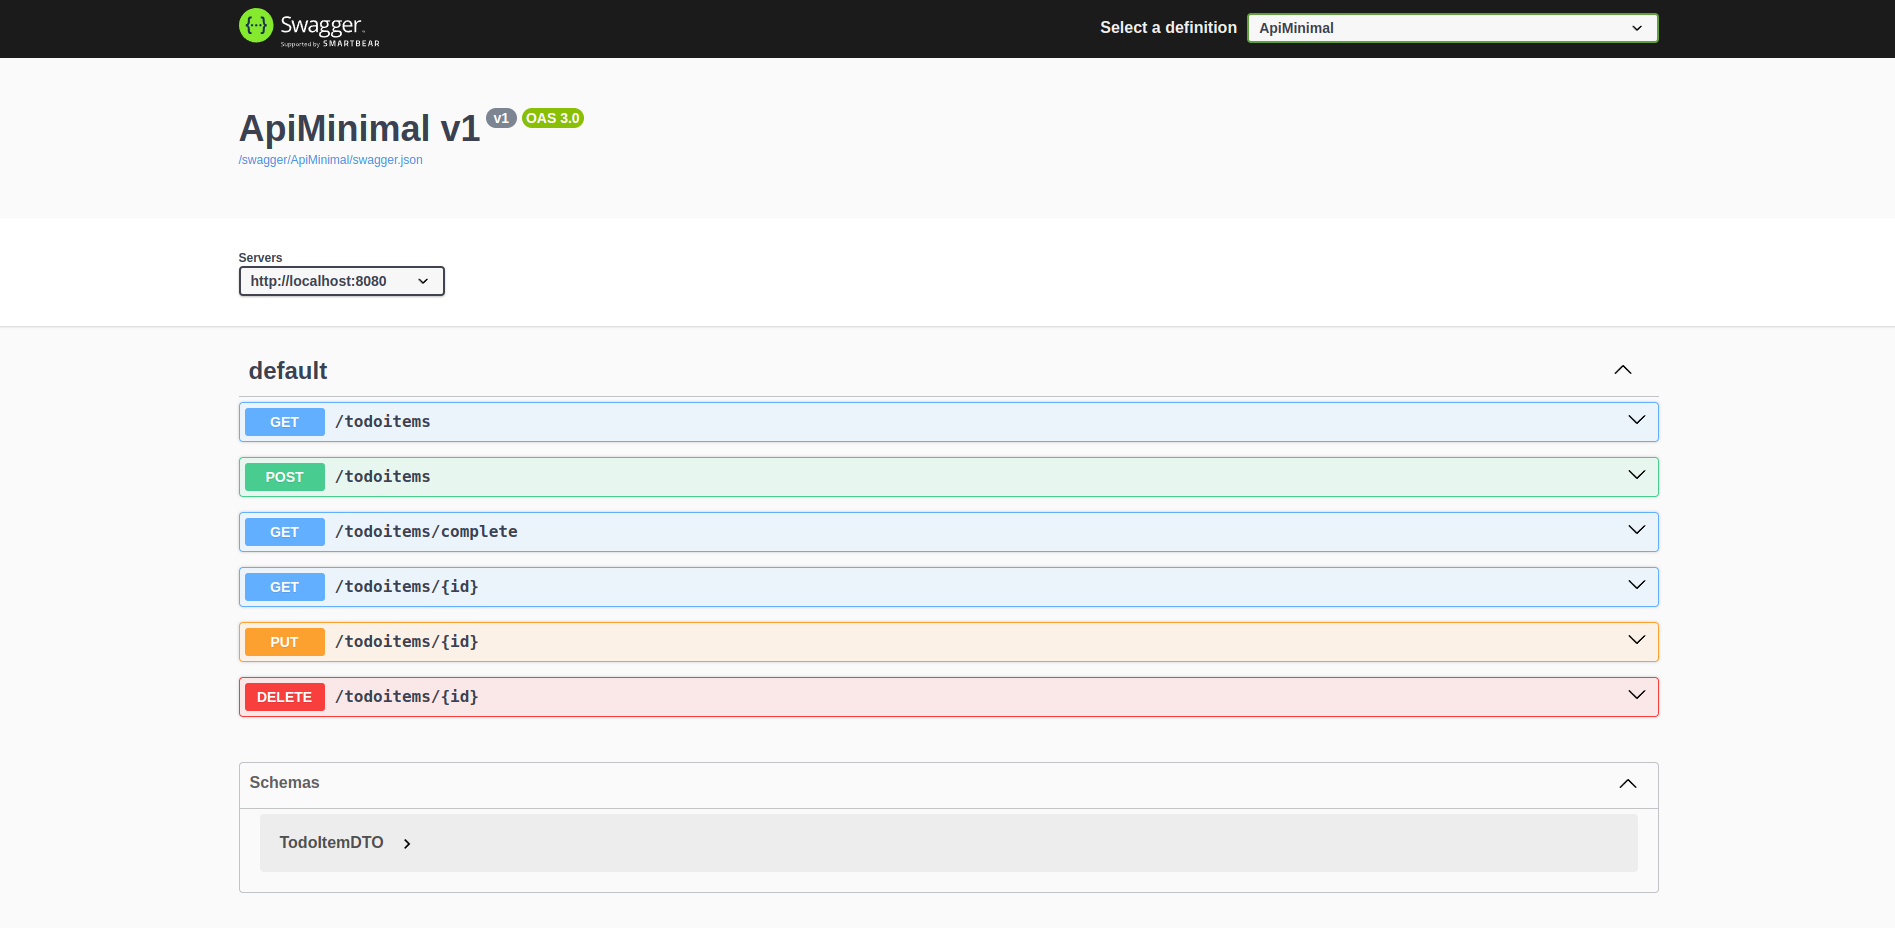 Swagger.
Supported by SMARTBEAR
Select a definition
ApiMinimal
ApiMinimal v1 v1 OAS 3.0
/swagger/ApiMinimal/swagger.json
Servers
http://localhost:8080
default
GET /todoitems
POST /todoitems
GET /todoitems/complete
GET /todoitems/{id}
PUT /todoitems/{id}
DELETE /todoitems/{id}
Schemas
TodoItemDTO